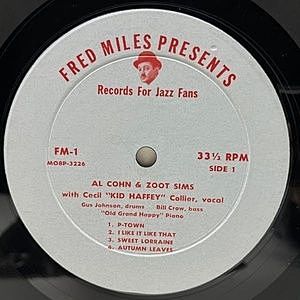 FRED MILES PRESENTS
Records For Jazz Fans
FM-1
33⅓ RPM
MO8P-3226
SIDE 1
AL COHN & ZOOT SIMS
with Cecil "KID HAFFEY" Collier, vocal
Gus Johnson, drums Bill Crow, bass
"Old Grand Happy" Piano
1. P-TOWN
2. I LIKE IT LIKE THAT
3. SWEET LORRAINE
4. AUTUMN LEAVES